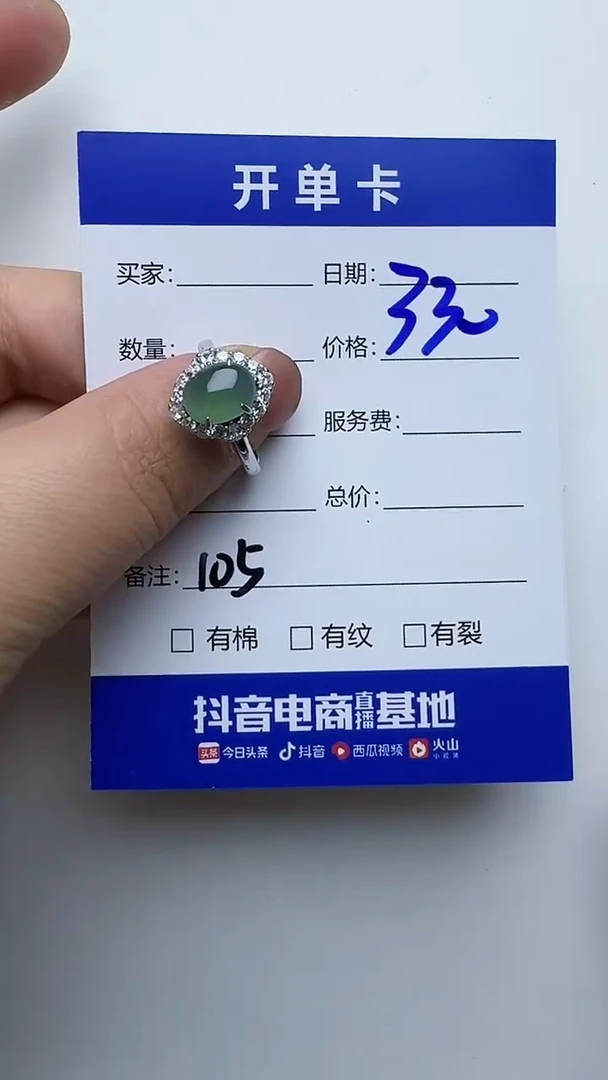 开单卡
买家: 日期:
数量: 价格: 3元
服务费:
总价:
备注: 105
有棉 有纹 有裂
抖音电商直播基地
头条 今日头条 抖音 西瓜视频 火山